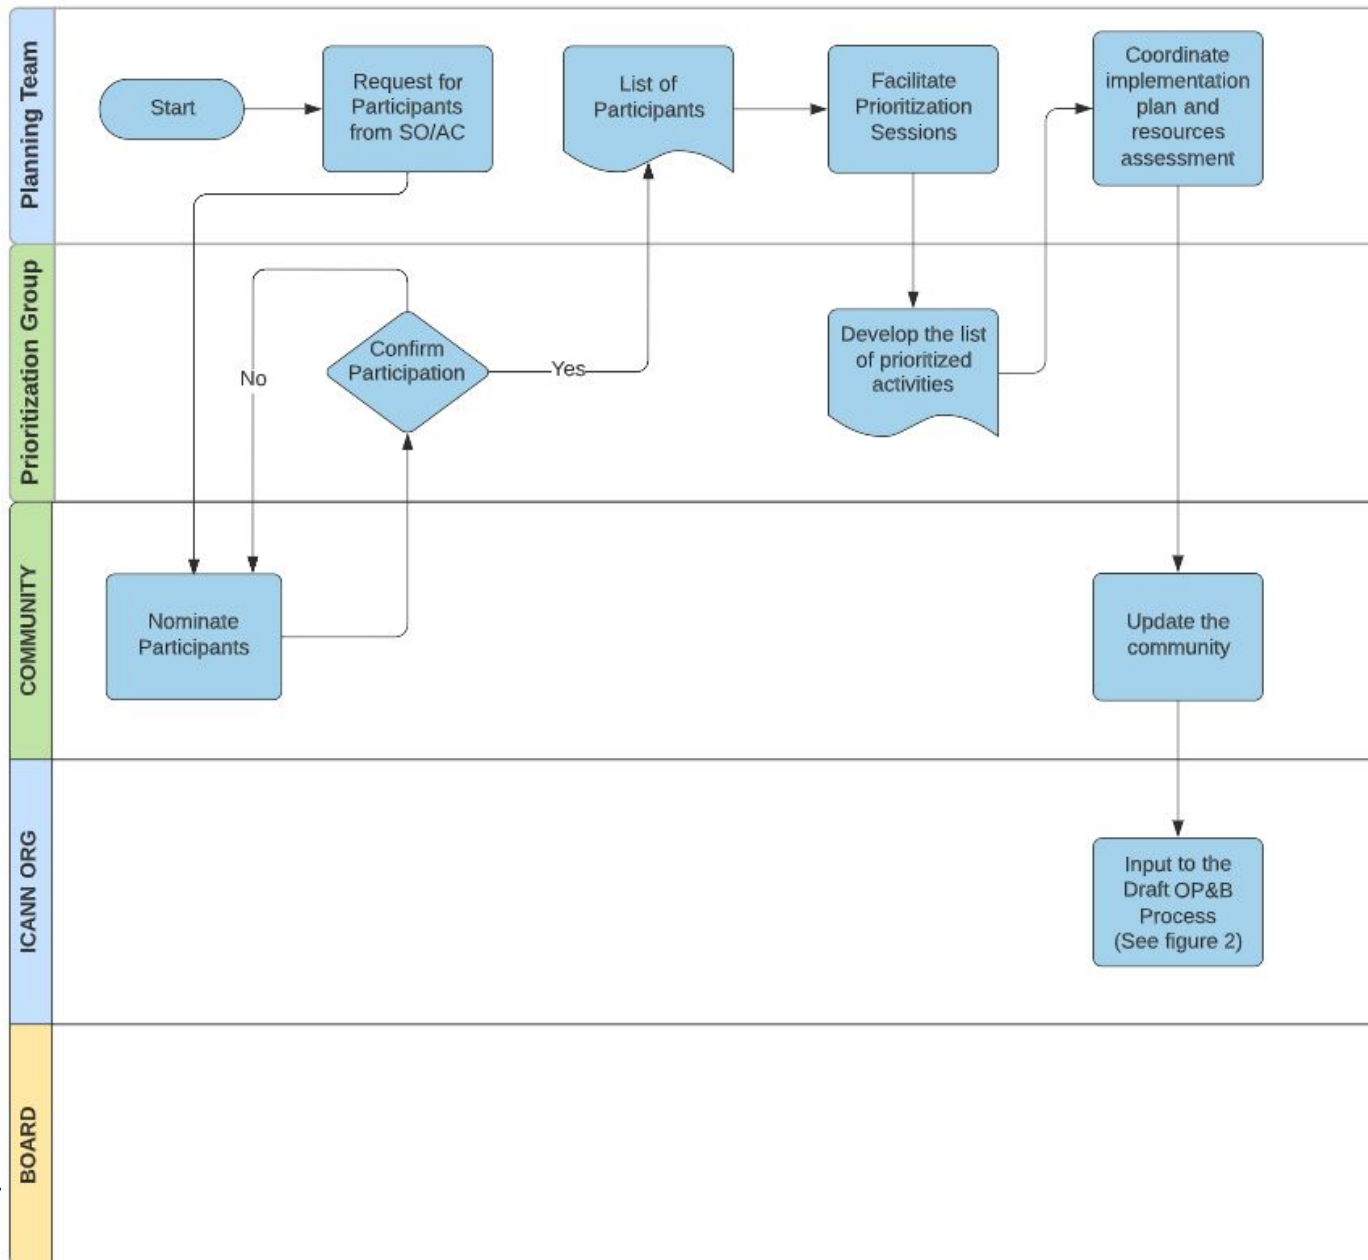 Planning Team
Start
Request for
Participants
from SO/AC
List of
Participants
Facilitate
Prioritization
Sessions
Coordinate
implementation
plan and
resources
assessment
Prioritization Group
No
Confirm
Participation
Yes
Develop the list
of prioritized
activities
COMMUNITY
Nominate
Participants
Update the
community
ICANN ORG
Input to the
Draft OP&B
Process
(See figure 2)
BOARD